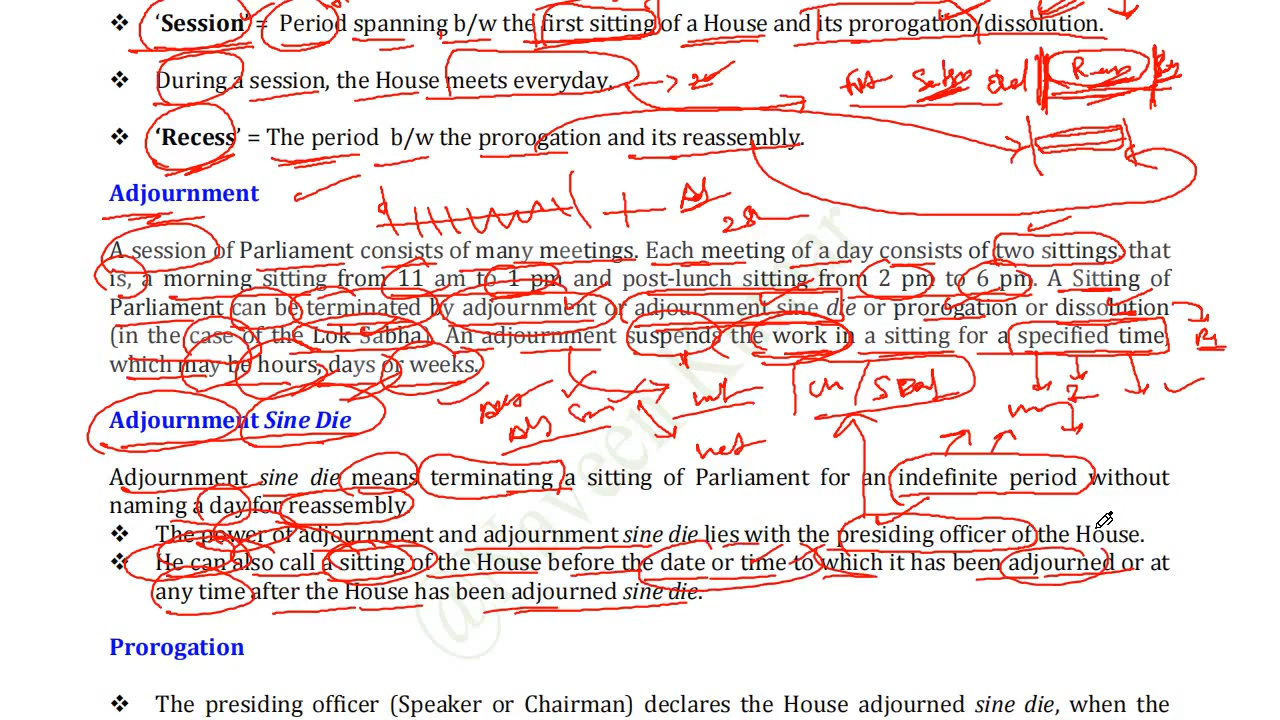 ❖ ‘Session’ = Period spanning b/w the first sitting of a House and its prorogation/dissolution.
❖ During a session, the House meets everyday.
❖ ‘Recess’ = The period b/w the prorogation and its reassembly.
Adjournment
A session of Parliament consists of many meetings. Each meeting of a day consists of two sittings, that
is, a morning sitting from 11 am to 1 pm and post-lunch sitting from 2 pm to 6 pm. A Sitting of
Parliament can be terminated by adjournment or adjournment sine die or prorogation or dissolution
(in the case of the Lok Sabha). An adjournment suspends the work in a sitting for a specified time,
which may be hours, days or weeks.
Adjournment Sine Die
Adjournment sine die means terminating a sitting of Parliament for an indefinite period without
naming a day for reassembly
❖ The power of adjournment and adjournment sine die lies with the presiding officer of the House.
❖ He can also call a sitting of the House before the date or time to which it has been adjourned or at
any time after the House has been adjourned sine die.
Prorogation
❖ The presiding officer (Speaker or Chairman) declares the House adjourned sine die, when the